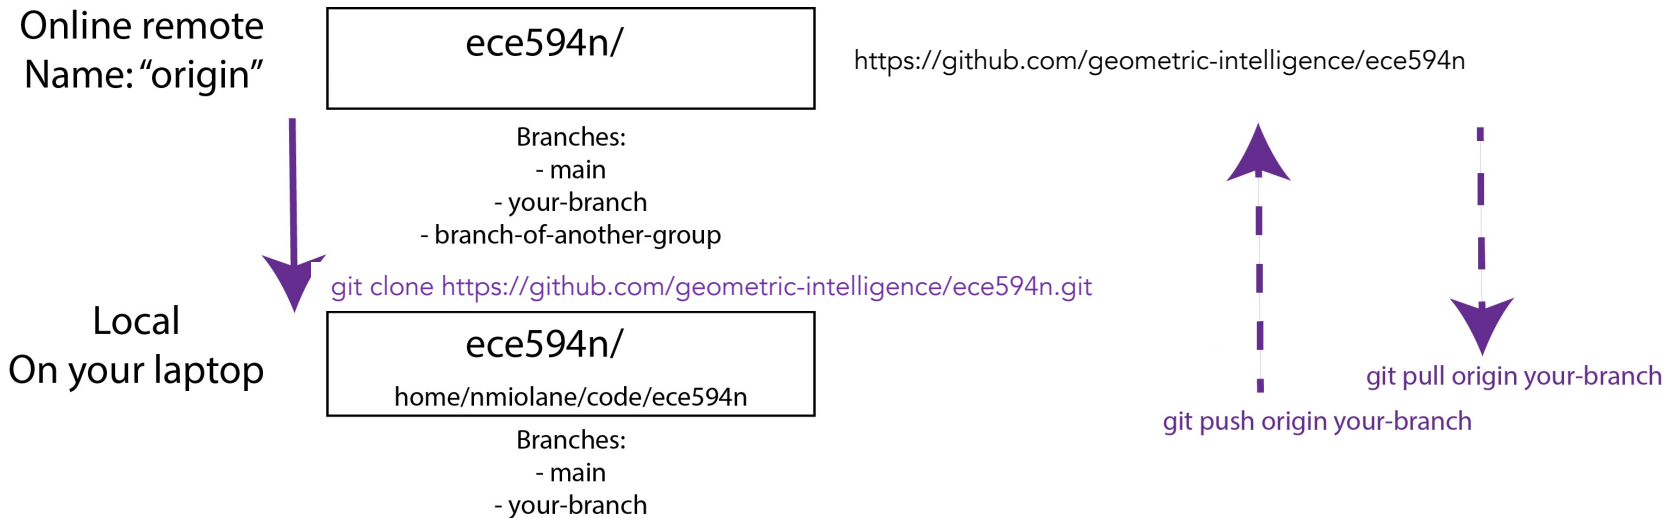 Online remote
Name: “origin”
ece594n/
https://github.com/geometric-intelligence/ece594n
Branches:
- main
- your-branch
- branch-of-another-group
git clone https://github.com/geometric-intelligence/ece594n.git
Local
On your laptop
ece594n/
home/nmiolane/code/ece594n
Branches:
- main
- your-branch
git pull origin your-branch
git push origin your-branch